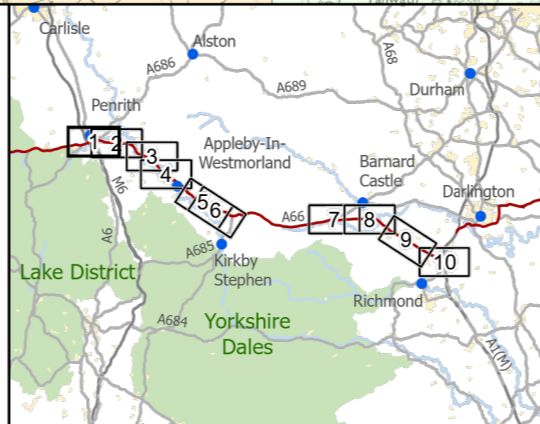 Carlisle
Alston
A68
A686
A689
Durham
Penrith
1
2
3
4
5
6
Appleby-In-
Westmorland
Barnard
Castle
Darlington
M6
A66
7
8
9
10
A6
A685
Kirkby
Stephen
Lake District
Richmond
A684
Yorkshire
Dales
A1(M)